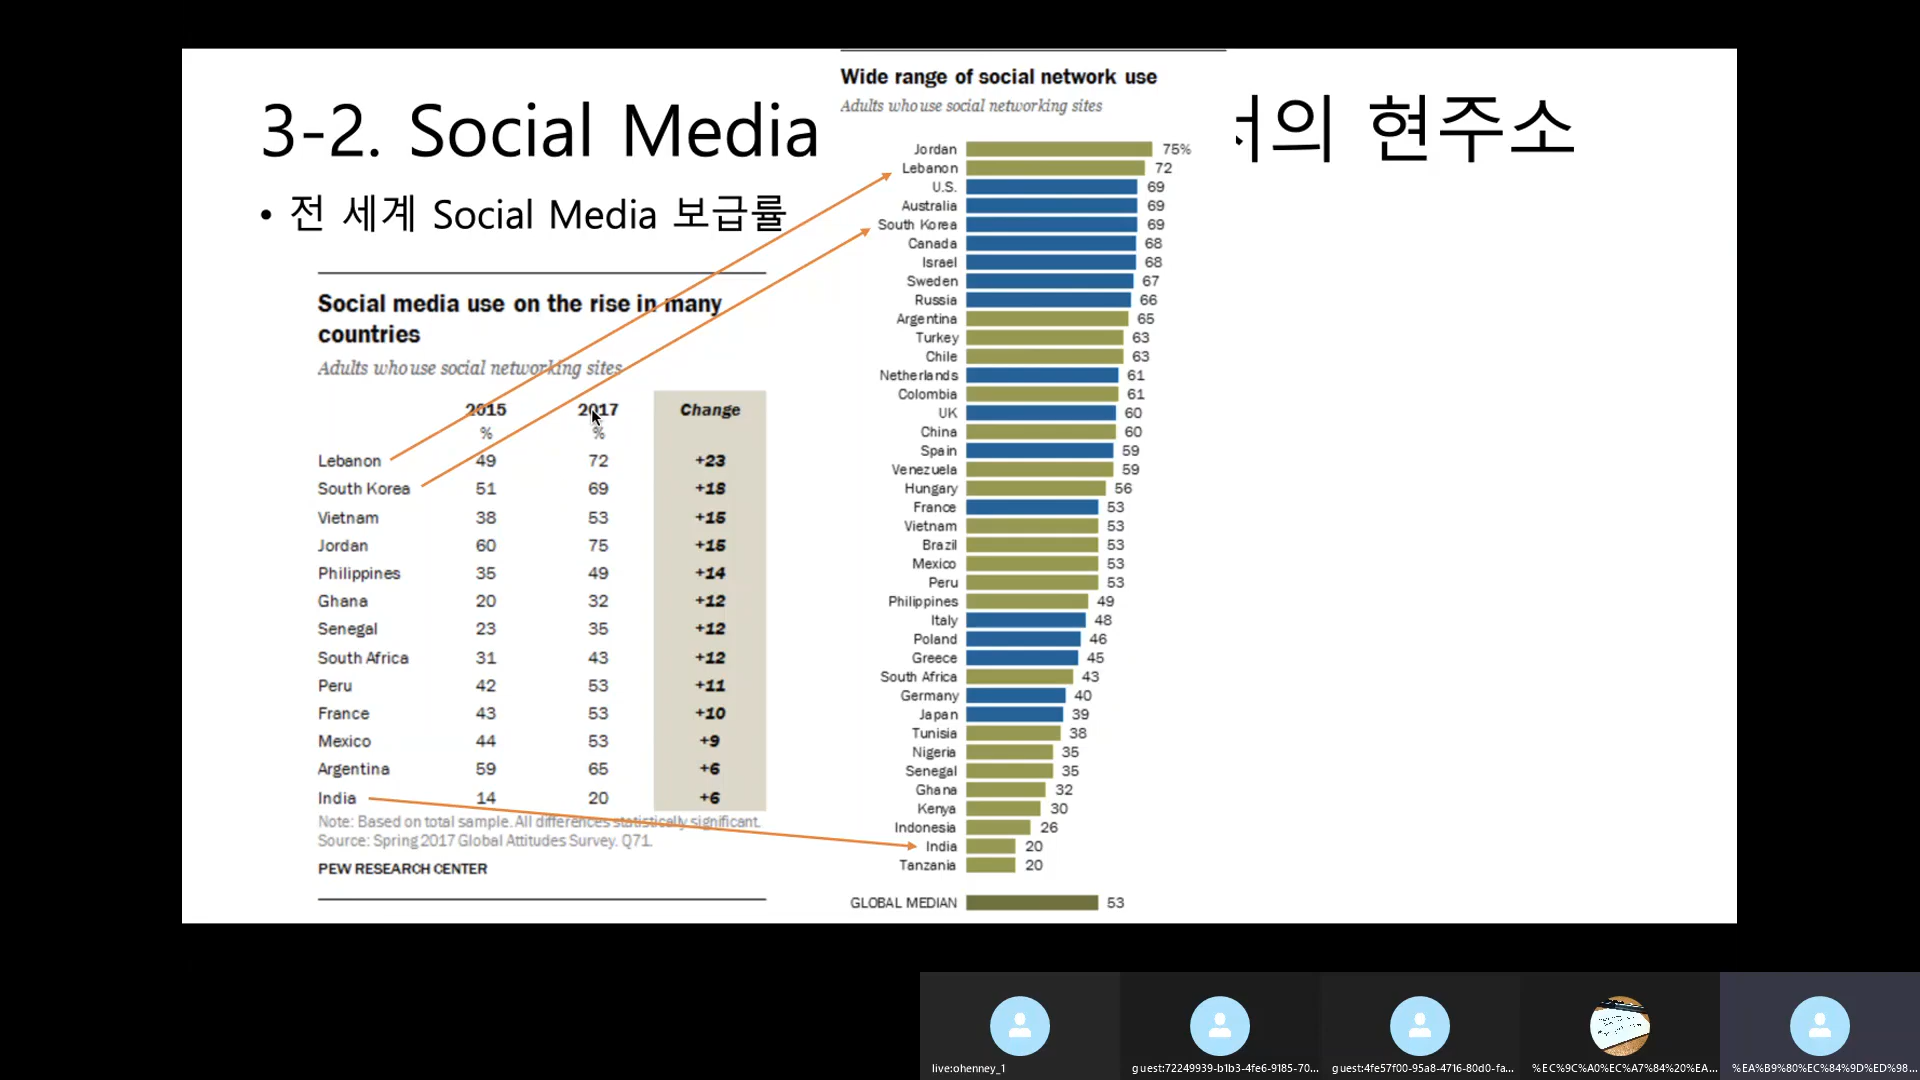 3-2. Social Media
의 현주소
• 전 세계 Social Media 보급률
Social media use on the rise in many
countries
Adults who use social networking sites
2015 2017 Change
% %
Lebanon 49 72 +23
South Korea 51 69 +18
Vietnam 38 53 +15
Jordan 60 75 +15
Philippines 35 49 +14
Ghana 20 32 +12
Senegal 23 35 +12
South Africa 31 43 +12
Peru 42 53 +11
France 43 53 +10
Mexico 44 53 +9
Argentina 59 65 +6
India 14 20 +6
Note: Based on total sample. All differences statistically significant.
Source: Spring 2017 Global Attitudes Survey. Q71.
PEW RESEARCH CENTER
Wide range of social network use
Adults who use social networking sites
Jordan 75%
Lebanon 72
U.S. 69
Australia 69
South Korea 69
Canada 68
Israel 68
Sweden 67
Russia 66
Argentina 65
Turkey 63
Chile 63
Netherlands 61
Colombia 61
UK 60
China 60
Spain 59
Venezuela 59
Hungary 56
France 53
Vietnam 53
Brazil 53
Mexico 53
Peru 53
Philippines 49
Italy 48
Poland 46
Greece 45
South Africa 43
Germany 40
Japan 39
Tunisia 38
Nigeria 35
Senegal 35
Ghana 32
Kenya 30
Indonesia 26
India 20
Tanzania 20
GLOBAL MEDIAN 53
live:ohenney_1
guest:72249939-b1b3-4fe6-9185-70...
guest:4fe57f00-95a8-4716-80d0-fa...
%EC%9C%A0%EC%A7%84%20%EA...
%EA%B9%80%EC%84%9D%ED%98...